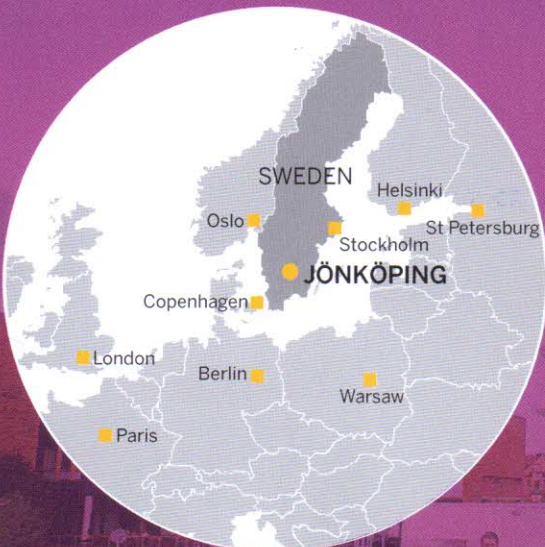 SWEDEN
Helsinki
Oslo
St Petersburg
Stockholm
JÖNKÖPING
Copenhagen
London
Berlin
Warsaw
Paris